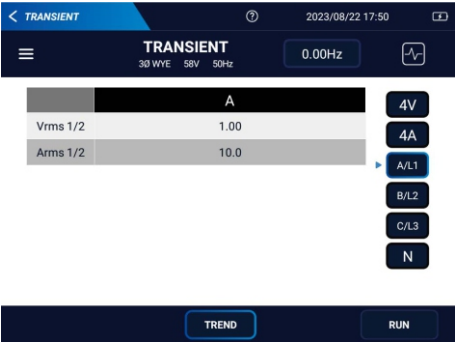 TRANSIENT
?
2023/08/22 17:50
TRANSIENT
3Ø WYE 58V 50Hz
0.00Hz
A
Vrms 1/2 1.00
Arms 1/2 10.0
4V
4A
A/L1
B/L2
C/L3
N
TREND
RUN